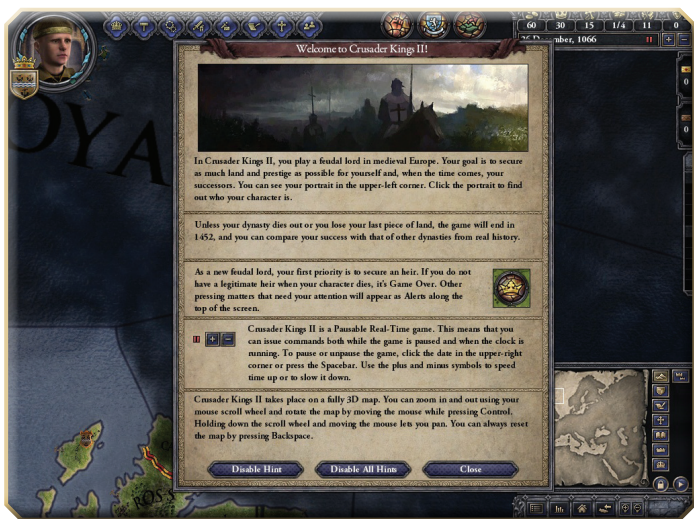 60 30 15 1/4 11 0
1066
Welcome to Crusader Kings II!
0
0
In Crusader Kings II, you play a feudal lord in medieval Europe. Your goal is to secure
as much land and prestige as possible for yourself and, when the time comes, your
successors. You can see your portrait in the upper-left corner. Click the portrait to find
out who your character is.
Unless your dynasty dies out or you lose your last piece of land, the game will end in
1452, and you can compare your success with that of other dynasties from real history.
As a new feudal lord, your first priority is to secure an heir. If you do not
have a legitimate heir when your character dies, it's Game Over. Other
pressing matters that need your attention will appear as Alerts along the
top of the screen.
Crusader Kings II is a Pausable Real-Time game. This means that you
can issue commands both while the game is paused and when the clock is
running. To pause or unpause the game, click the date in the upper-right
corner or press the Spacebar. Use the plus and minus symbols to speed
time up or to slow it down.
Crusader Kings II takes place on a fully 3D map. You can zoom in and out using your
mouse scroll wheel and rotate the map by moving the mouse while pressing Control.
Holding down the scroll wheel and moving the mouse lets you pan. You can always reset
the map by pressing Backspace.
Disable Hint Disable All Hints Close